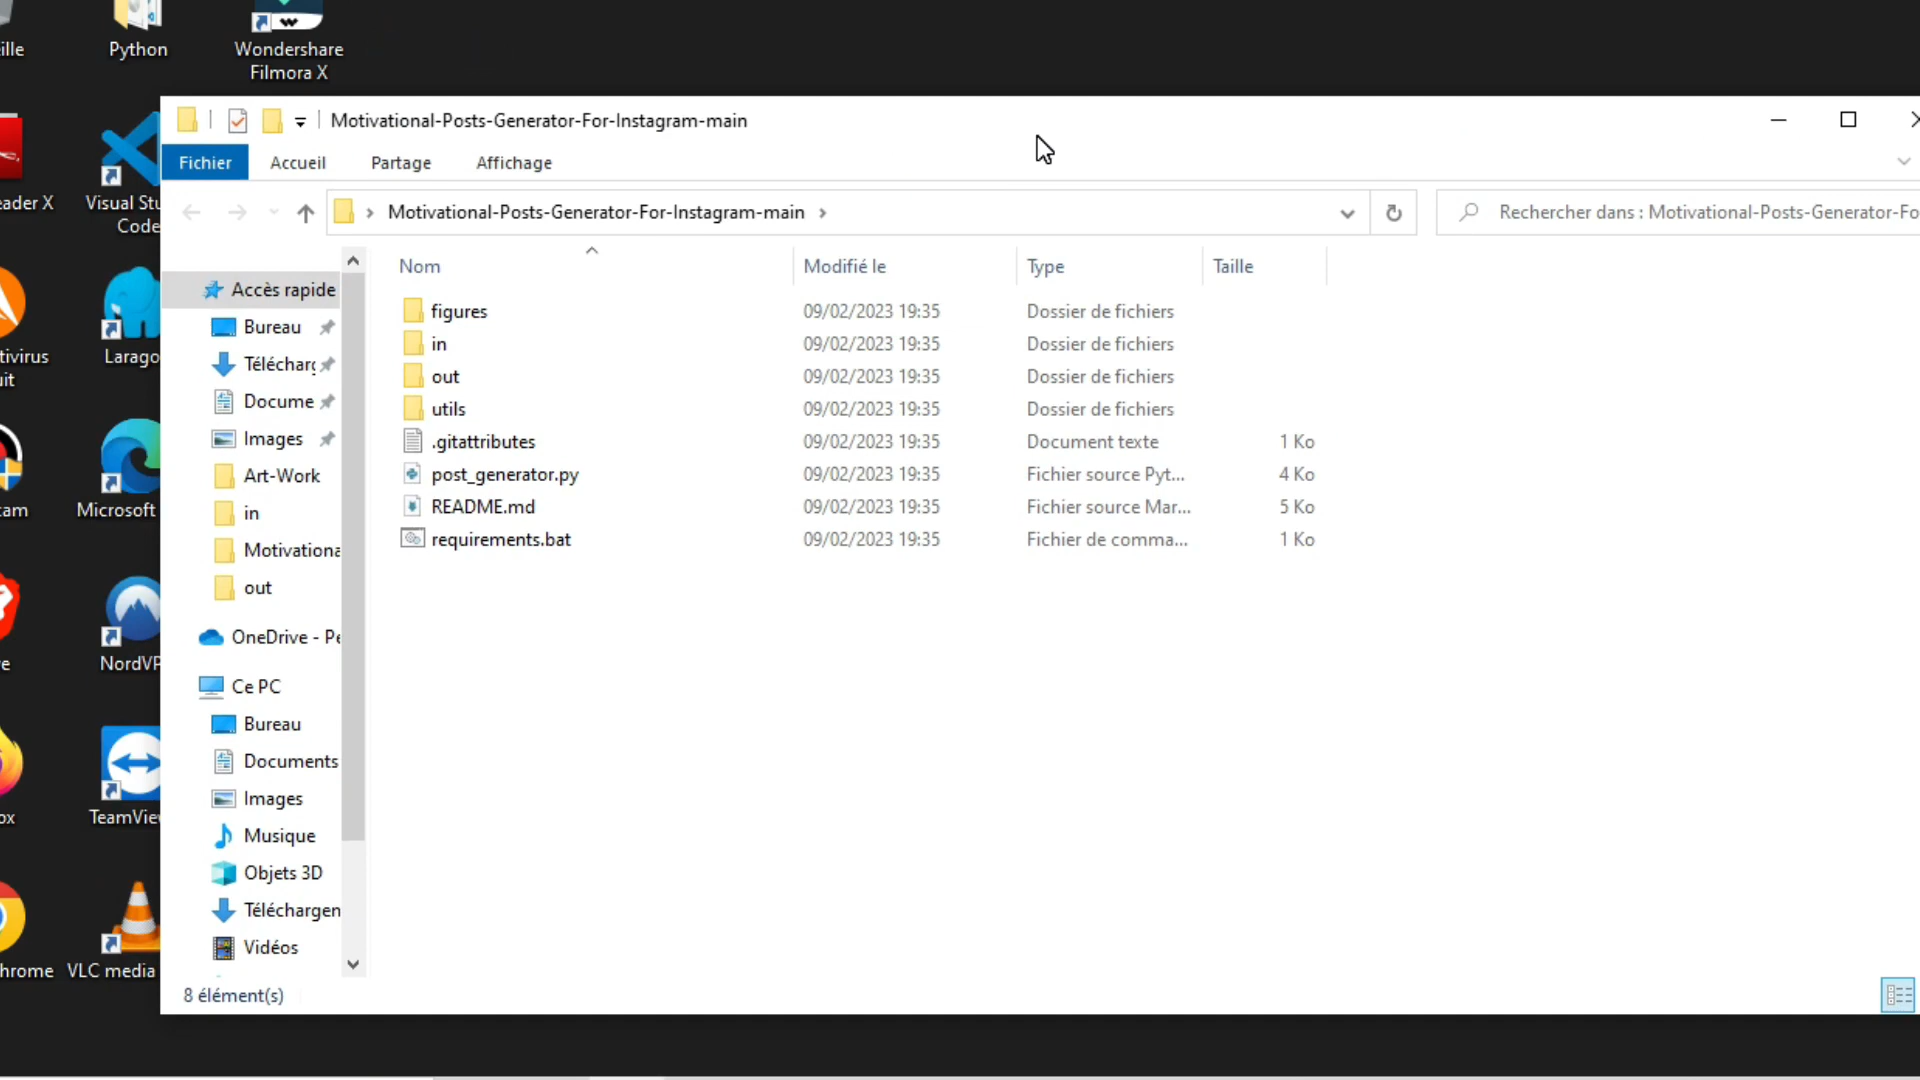 ille
Python
Wondershare
Filmora X
eader X
Visual Stu
Code
tivirus
uit
Larago
cam
Microsoft
e
NordVP
ox
TeamVie
hrome
VLC media
Motivational-Posts-Generator-For-Instagram-main
Fichier
Accueil
Partage
Affichage
Motivational-Posts-Generator-For-Instagram-main
Rechercher dans : Motivational-Posts-Generator-Fo
Accès rapide
Bureau
Télécharg
Docume
Images
Art-Work
in
Motivationa
out
OneDrive - Pe
Ce PC
Bureau
Documents
Images
Musique
Objets 3D
Téléchargen
Vidéos
Nom Modifié le Type Taille
figures 09/02/2023 19:35 Dossier de fichiers
in 09/02/2023 19:35 Dossier de fichiers
out 09/02/2023 19:35 Dossier de fichiers
utils 09/02/2023 19:35 Dossier de fichiers
.gitattributes 09/02/2023 19:35 Document texte 1 Ko
post_generator.py 09/02/2023 19:35 Fichier source Pyt... 4 Ko
README.md 09/02/2023 19:35 Fichier source Mar... 5 Ko
requirements.bat 09/02/2023 19:35 Fichier de comma... 1 Ko
8 élément(s)